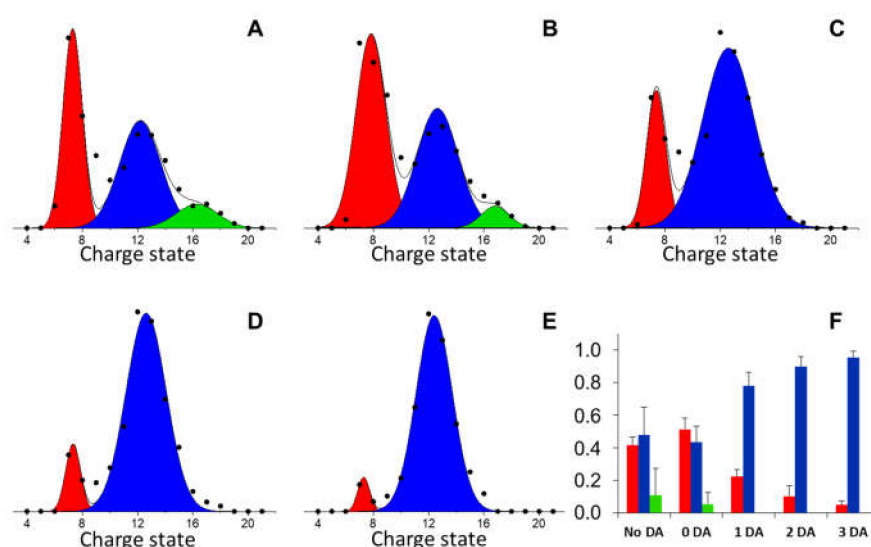 A
B
C
4 8 12 16 20
4 8 12 16 20
4 8 12 16 20
Charge state
Charge state
Charge state
D
E
F
1.0
0.8
0.6
0.4
0.2
0.0
4 8 12 16 20
4 8 12 16 20
No DA 0 DA 1 DA 2 DA 3 DA
Charge state
Charge state